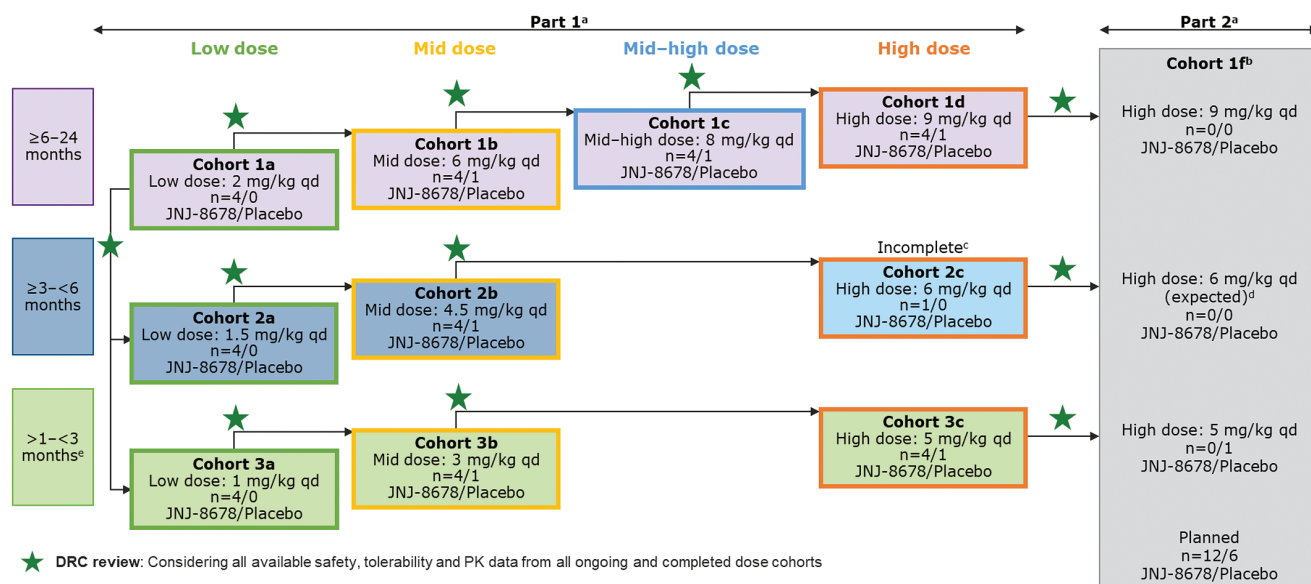 Part 1ᵃ
Part 2ᵃ
Low dose
Mid dose
Mid–high dose
High dose
≥6–24
months
Cohort 1a
Low dose: 2 mg/kg qd
n=4/0
JNJ-8678/Placebo
Cohort 1b
Mid dose: 6 mg/kg qd
n=4/1
JNJ-8678/Placebo
Cohort 1c
Mid–high dose: 8 mg/kg qd
n=4/1
JNJ-8678/Placebo
Cohort 1d
High dose: 9 mg/kg qd
n=4/1
JNJ-8678/Placebo
Cohort 1fᵇ
High dose: 9 mg/kg qd
n=0/0
JNJ-8678/Placebo
≥3–<6
months
Cohort 2a
Low dose: 1.5 mg/kg qd
n=4/0
JNJ-8678/Placebo
Cohort 2b
Mid dose: 4.5 mg/kg qd
n=4/1
JNJ-8678/Placebo
Incompleteᶜ
Cohort 2c
High dose: 6 mg/kg qd
n=1/0
JNJ-8678/Placebo
High dose: 6 mg/kg qd
(expected)ᵈ
n=0/0
JNJ-8678/Placebo
>1–<3
monthsᵉ
Cohort 3a
Low dose: 1 mg/kg qd
n=4/0
JNJ-8678/Placebo
Cohort 3b
Mid dose: 3 mg/kg qd
n=4/1
JNJ-8678/Placebo
Cohort 3c
High dose: 5 mg/kg qd
n=4/1
JNJ-8678/Placebo
High dose: 5 mg/kg qd
n=0/1
JNJ-8678/Placebo
Planned
n=12/6
JNJ-8678/Placebo
DRC review: Considering all available safety, tolerability and PK data from all ongoing and completed dose cohorts